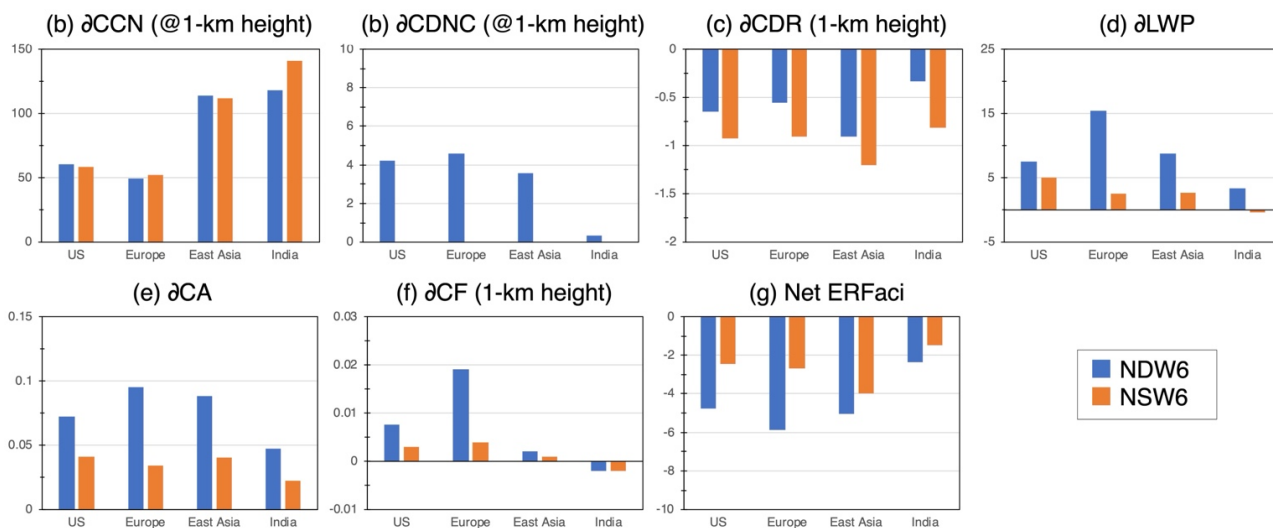 (b) ∂CCN (@1-km height)
150
100
50
0
US Europe East Asia India
(b) ∂CDNC (@1-km height)
10
8
6
4
2
0
US Europe East Asia India
(c) ∂CDR (1-km height)
0
-0.5
-1
-1.5
-2
US Europe East Asia India
(d) ∂LWP
25
15
5
-5
US Europe East Asia India
(e) ∂CA
0.15
0.1
0.05
0
US Europe East Asia India
(f) ∂CF (1-km height)
0.03
0.02
0.01
0
-0.01
US Europe East Asia India
(g) Net ERFaci
0
-2
-4
-6
-8
-10
US Europe East Asia India
NDW6
NSW6